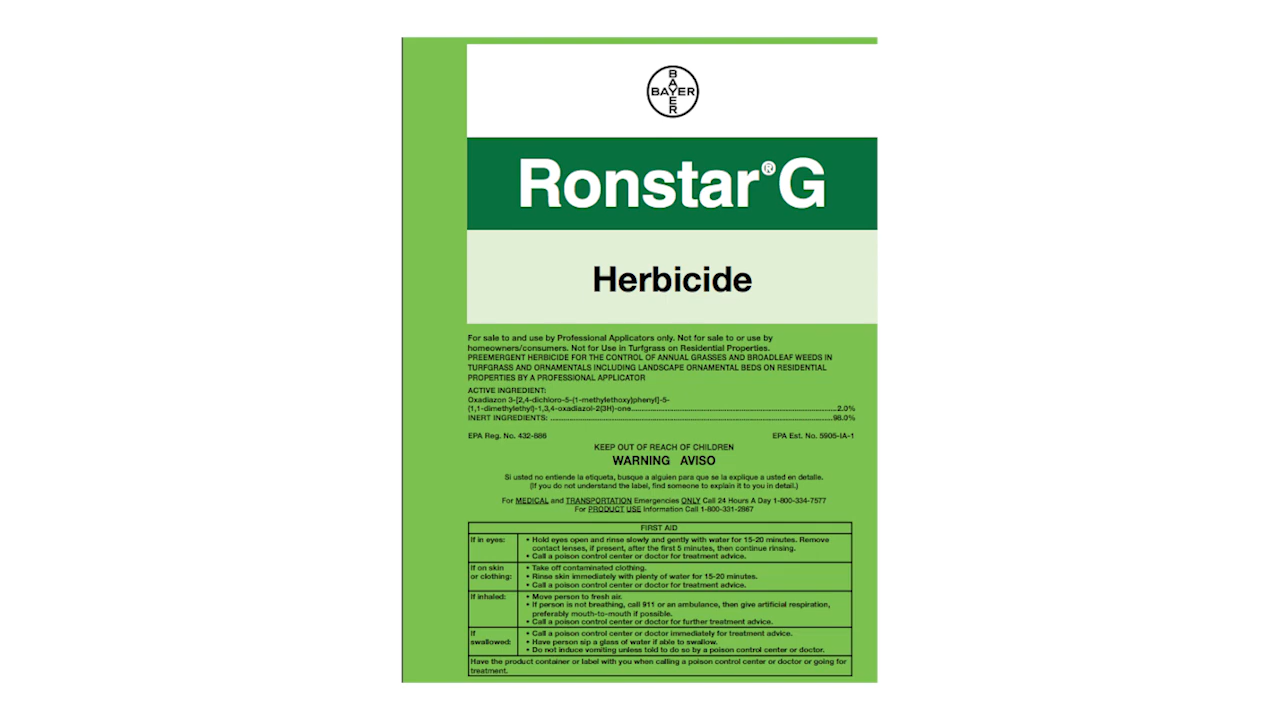 BAYER
BAYER
Ronstar®G
Herbicide
For sale to and use by Professional Applicators only. Not for sale to or use by
homeowners/consumers. Not for Use in Turfgrass on Residential Properties.
PREEMERGENT HERBICIDE FOR THE CONTROL OF ANNUAL GRASSES AND BROADLEAF WEEDS IN
TURFGRASS AND ORNAMENTALS INCLUDING LANDSCAPE ORNAMENTAL BEDS ON RESIDENTIAL
PROPERTIES BY A PROFESSIONAL APPLICATOR
ACTIVE INGREDIENT:
Oxadiazon 3-[2,4-dichloro-5-(1-methylethoxy)phenyl]-5-
(1,1-dimethylethyl)-1,3,4-oxadiazol-2(3H)-one.....2.0%
INERT INGREDIENTS: .....98.0%
EPA Reg. No. 432-886 EPA Est. No. 5905-IA-1
KEEP OUT OF REACH OF CHILDREN
WARNING AVISO
Si usted no entiende la etiqueta, busque a alguien para que se la explique a usted en detalle.
(If you do not understand the label, find someone to explain it to you in detail.)
For MEDICAL and TRANSPORTATION Emergencies ONLY Call 24 Hours A Day 1-800-334-7577
For PRODUCT USE Information Call 1-800-331-2867
FIRST AID
If in eyes: • Hold eyes open and rinse slowly and gently with water for 15-20 minutes. Remove
contact lenses, if present, after the first 5 minutes, then continue rinsing.
• Call a poison control center or doctor for treatment advice.
If on skin • Take off contaminated clothing.
or clothing: • Rinse skin immediately with plenty of water for 15-20 minutes.
• Call a poison control center or doctor for treatment advice.
If inhaled: • Move person to fresh air.
• If person is not breathing, call 911 or an ambulance, then give artificial respiration,
preferably mouth-to-mouth if possible.
• Call a poison control center or doctor for further treatment advice.
If • Call a poison control center or doctor immediately for treatment advice.
swallowed: • Have person sip a glass of water if able to swallow.
• Do not induce vomiting unless told to do so by a poison control center or doctor.
Have the product container or label with you when calling a poison control center or doctor or going for
treatment.